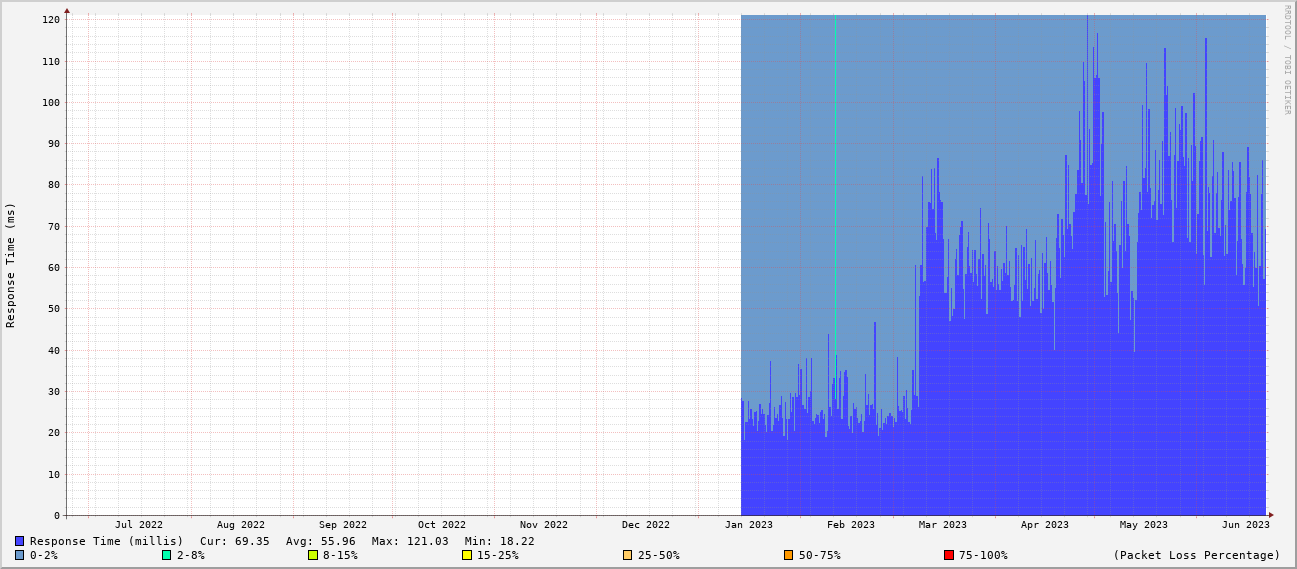 RRDTOOL / TOBI OETIKER
Response Time (ms)
120
110
100
90
80
70
60
50
40
30
20
10
0
Jul 2022 Aug 2022 Sep 2022 Oct 2022 Nov 2022 Dec 2022 Jan 2023 Feb 2023 Mar 2023 Apr 2023 May 2023 Jun 2023
Response Time (millis) Cur: 69.35 Avg: 55.96 Max: 121.03 Min: 18.22
0-2% 2-8% 8-15% 15-25% 25-50% 50-75% 75-100% (Packet Loss Percentage)